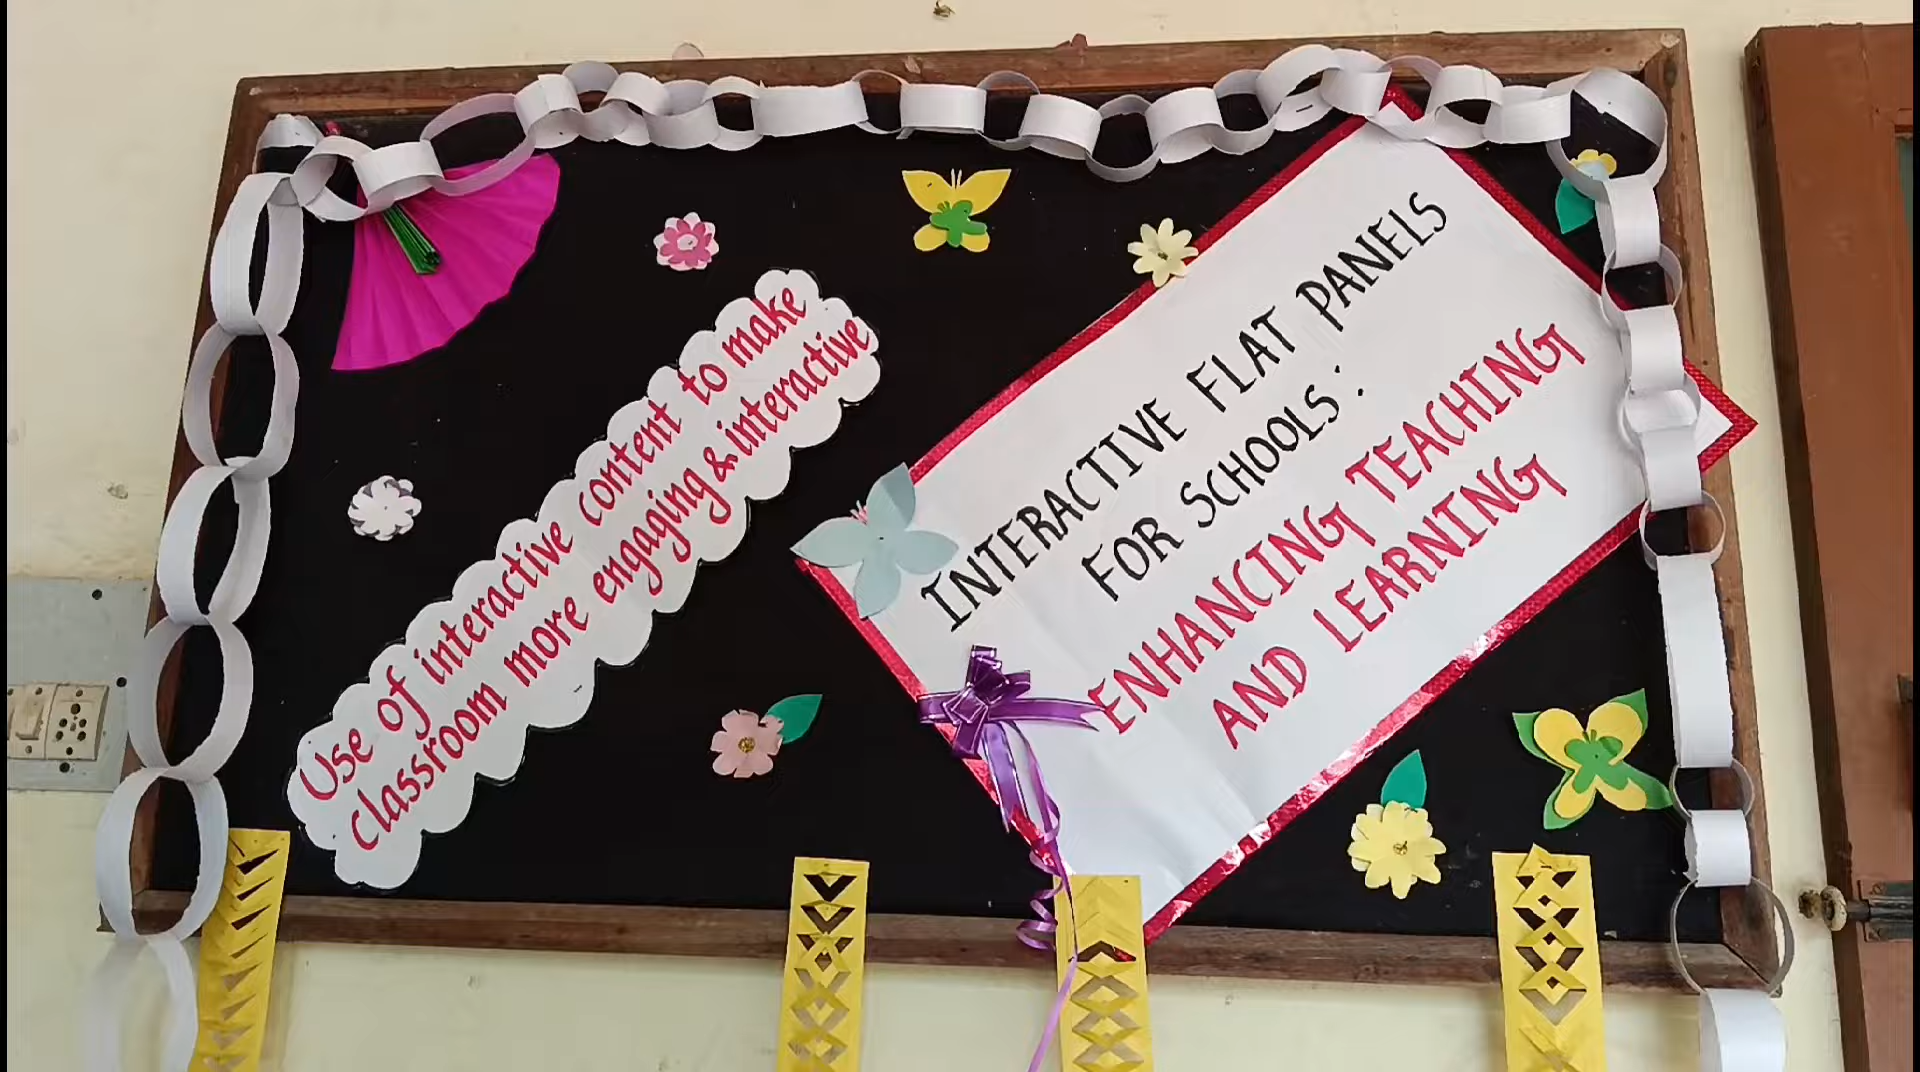 Use of interactive content to make
classroom more engaging & interactive
INTERACTIVE FLAT PANELS
FOR SCHOOLS :
ENHANCING TEACHING
AND LEARNING